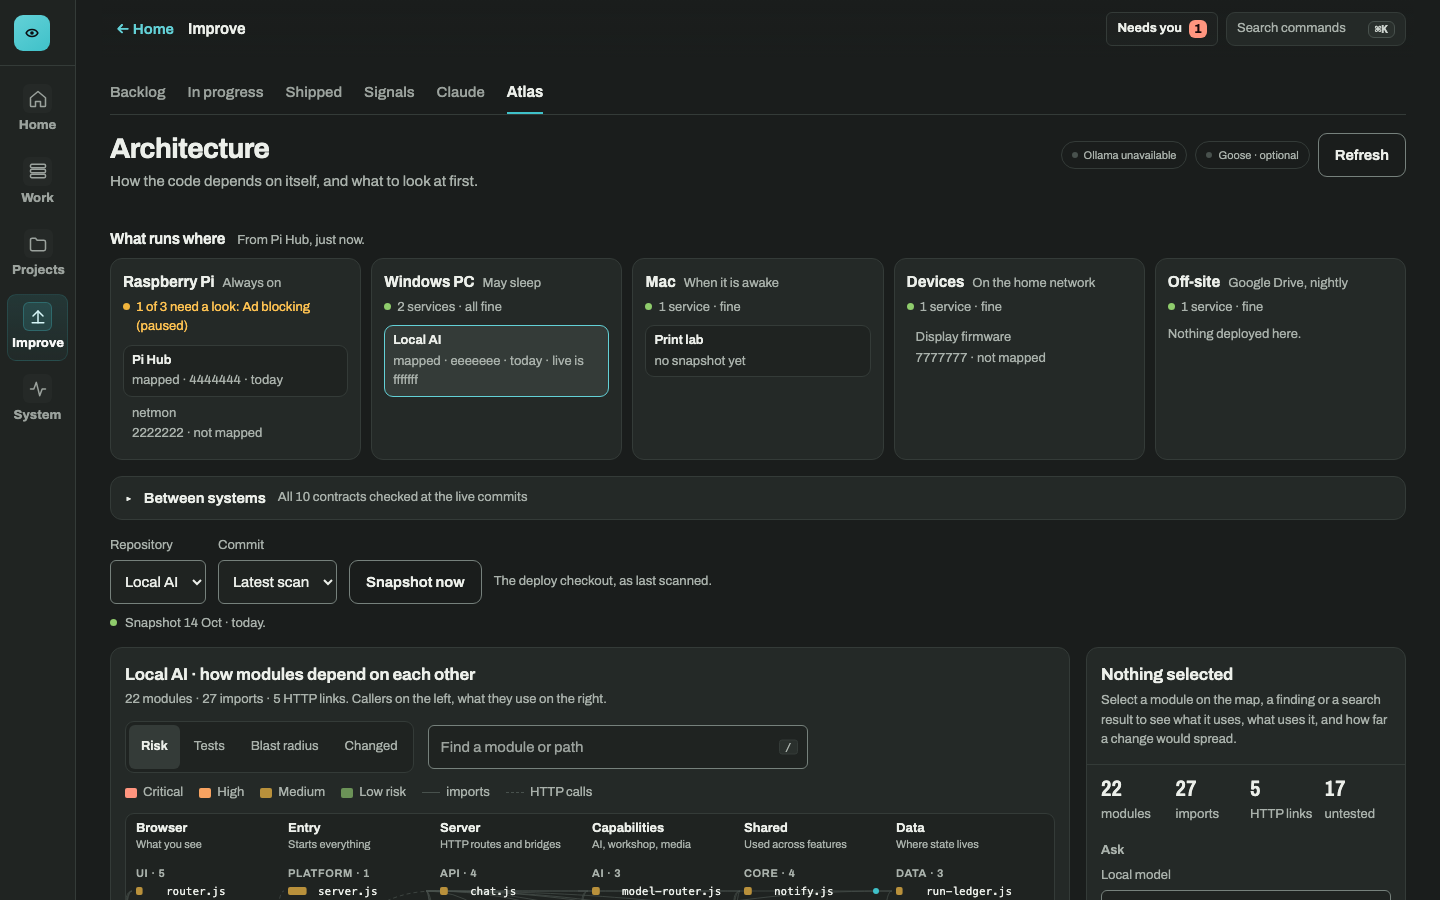 ← Home Improve
Needs you 1
Search commands ⌘K
Home
Work
Projects
Improve
System
Backlog In progress Shipped Signals Claude Atlas
Architecture
How the code depends on itself, and what to look at first.
Ollama unavailable
Goose · optional
Refresh
What runs where From Pi Hub, just now.
Raspberry Pi Always on
1 of 3 need a look: Ad blocking
(paused)
Pi Hub
mapped · 4444444 · today
netmon
2222222 · not mapped
Windows PC May sleep
2 services · all fine
Local AI
mapped · eeeeeee · today · live is
fffffff
Mac When it is awake
1 service · fine
Print lab
no snapshot yet
Devices On the home network
1 service · fine
Display firmware
7777777 · not mapped
Off-site Google Drive, nightly
1 service · fine
Nothing deployed here.
Between systems All 10 contracts checked at the live commits
Repository
Local AI
Commit
Latest scan
Snapshot now
The deploy checkout, as last scanned.
Snapshot 14 Oct · today.
Local AI · how modules depend on each other
22 modules · 27 imports · 5 HTTP links. Callers on the left, what they use on the right.
Risk Tests Blast radius Changed
Find a module or path /
Critical High Medium Low risk imports HTTP calls
Browser
What you see
UI · 5
router.js
Entry
Starts everything
PLATFORM · 1
server.js
Server
HTTP routes and bridges
API · 4
chat.js
Capabilities
AI, workshop, media
AI · 3
model-router.js
Shared
Used across features
CORE · 4
notify.js
Data
Where state lives
DATA · 3
run-ledger.js
Nothing selected
Select a module on the map, a finding or a search
result to see what it uses, what uses it, and how far
a change would spread.
22 modules
27 imports
5 HTTP links
17 untested
Ask
Local model